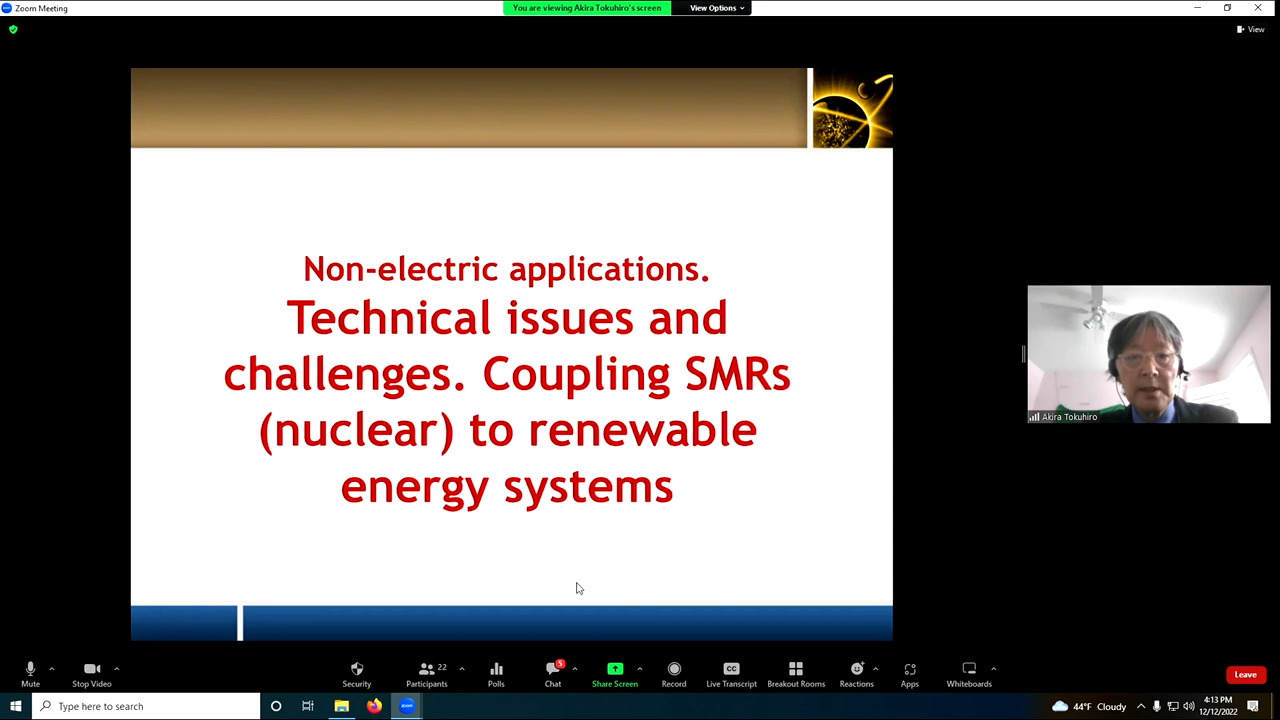 Zoom Meeting
You are viewing Akira Tokuhiro's screen
View Options
View
Non-electric applications.
Technical issues and
challenges. Coupling SMRs
(nuclear) to renewable
energy systems
Akira Tokuhiro
Mute
Stop Video
Security
Participants
22
Polls
Chat
5
Share Screen
Record
CC
Live Transcript
Breakout Rooms
Reactions
Apps
Whiteboards
Leave
Type here to search
zoom
44°F Cloudy
4:13 PM
12/12/2022